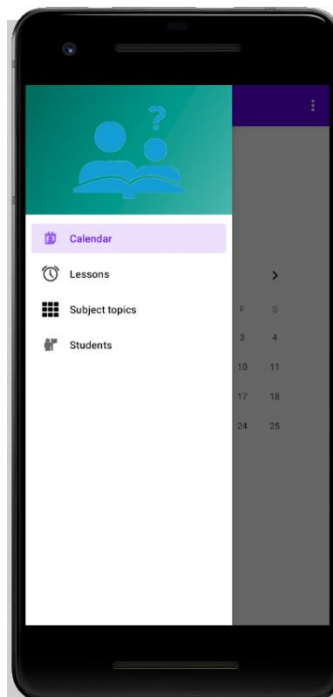 ?
Calendar
Lessons
Subject topics
Students
F S
3 4
10 11
17 18
24 25